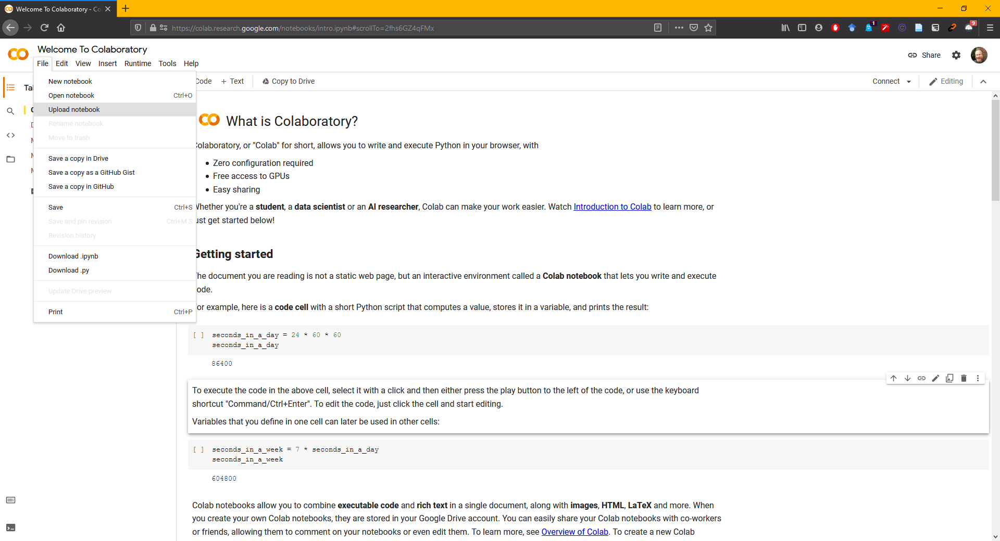 Welcome To Colaboratory - Co
https://colab.research.google.com/notebooks/intro.ipynb#scrollTo=2fhs6GZ4qFMx
1
9
Welcome To Colaboratory
File Edit View Insert Runtime Tools Help
Share
Code + Text Copy to Drive
Connect
Editing
New notebook
Open notebook Ctrl+O
Upload notebook
Rename notebook
Move to trash
Save a copy in Drive
Save a copy as a GitHub Gist
Save a copy in GitHub
Save Ctrl+S
Save and pin revision Ctrl+M S
Revision history
Download .ipynb
Download .py
Update Drive preview
Print Ctrl+P
What is Colaboratory?
Colaboratory, or "Colab" for short, allows you to write and execute Python in your browser, with
Zero configuration required
Free access to GPUs
Easy sharing
Whether you're a student, a data scientist or an AI researcher, Colab can make your work easier. Watch Introduction to Colab to learn more, or
just get started below!
Getting started
The document you are reading is not a static web page, but an interactive environment called a Colab notebook that lets you write and execute
code.
For example, here is a code cell with a short Python script that computes a value, stores it in a variable, and prints the result:
[ ] seconds_in_a_day = 24 * 60 * 60
seconds_in_a_day
86400
To execute the code in the above cell, select it with a click and then either press the play button to the left of the code, or use the keyboard
shortcut "Command/Ctrl+Enter". To edit the code, just click the cell and start editing.
Variables that you define in one cell can later be used in other cells:
[ ] seconds_in_a_week = 7 * seconds_in_a_day
seconds_in_a_week
604800
Colab notebooks allow you to combine executable code and rich text in a single document, along with images, HTML, LaTeX and more. When
you create your own Colab notebooks, they are stored in your Google Drive account. You can easily share your Colab notebooks with co-workers
or friends, allowing them to comment on your notebooks or even edit them. To learn more, see Overview of Colab. To create a new Colab